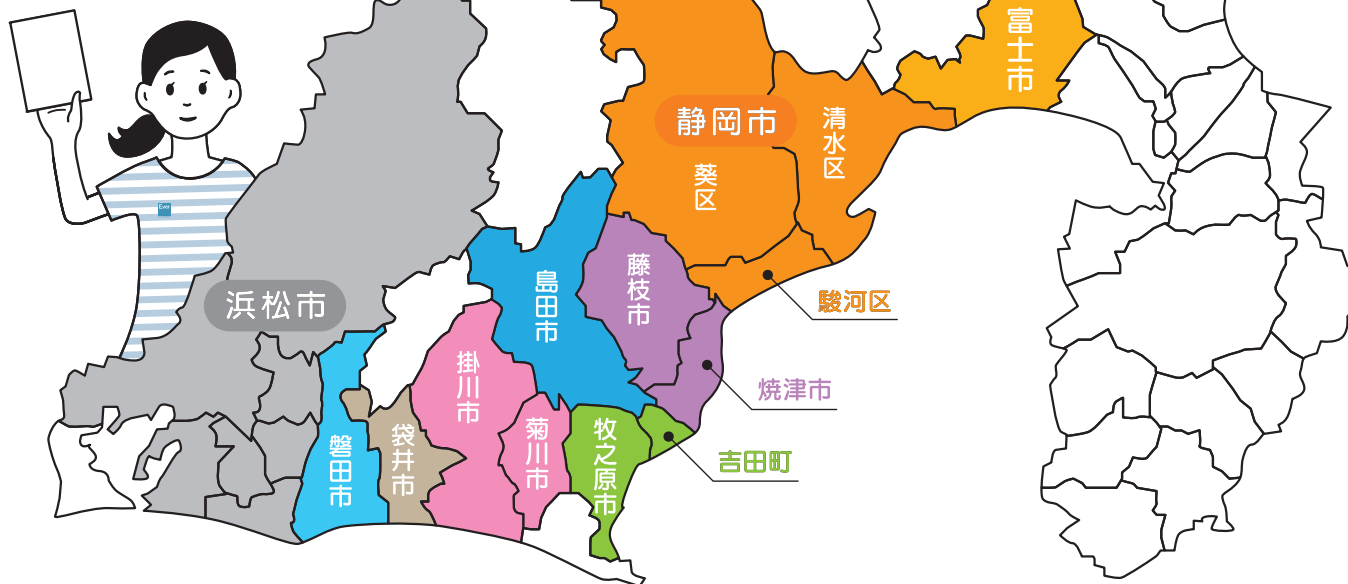 富士市
静岡市
清水区
葵区
駿河区
藤枝市
島田市
焼津市
浜松市
掛川市
菊川市
牧之原市
吉田町
袋井市
磐田市